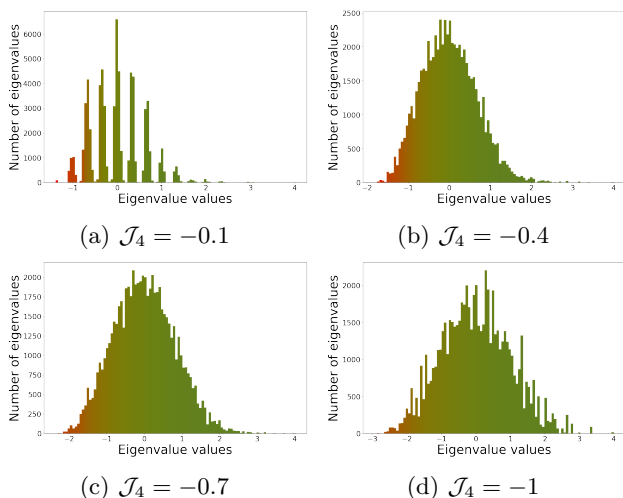 Number of eigenvalues
6000
5000
4000
3000
2000
1000
0
−1 0 1 2 3 4
Eigenvalue values
(a) 𝒥₄ = −0.1
Number of eigenvalues
2500
2000
1500
1000
500
0
−2 −1 0 1 2 3 4
Eigenvalue values
(b) 𝒥₄ = −0.4
Number of eigenvalues
2000
1750
1500
1250
1000
750
500
250
0
−2 −1 0 1 2 3 4
Eigenvalue values
(c) 𝒥₄ = −0.7
Number of eigenvalues
2000
1500
1000
500
0
−3 −2 −1 0 1 2 3 4
Eigenvalue values
(d) 𝒥₄ = −1